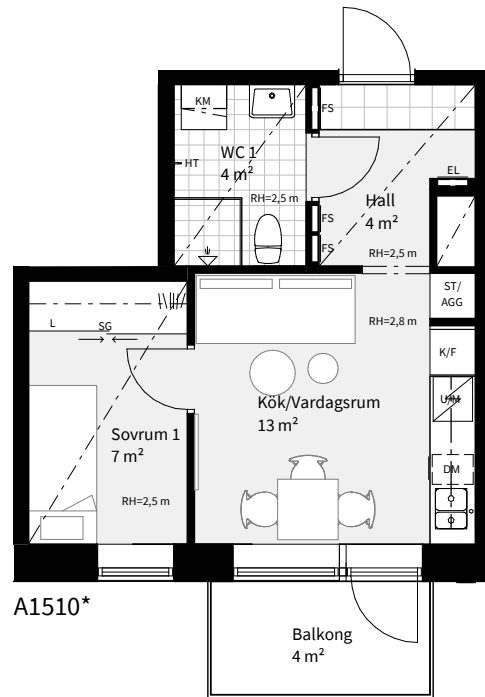 KM
FS
WC 1
4 m²
HT
EL
RH=2,5 m
Hall
4 m²
FS
FS
RH=2,5 m
ST/
AGG
L
SG
RH=2,8 m
K/F
U/M
Kök/Vardagsrum
13 m²
Sovrum 1
7 m²
DM
RH=2,5 m
A1510*
Balkong
4 m²